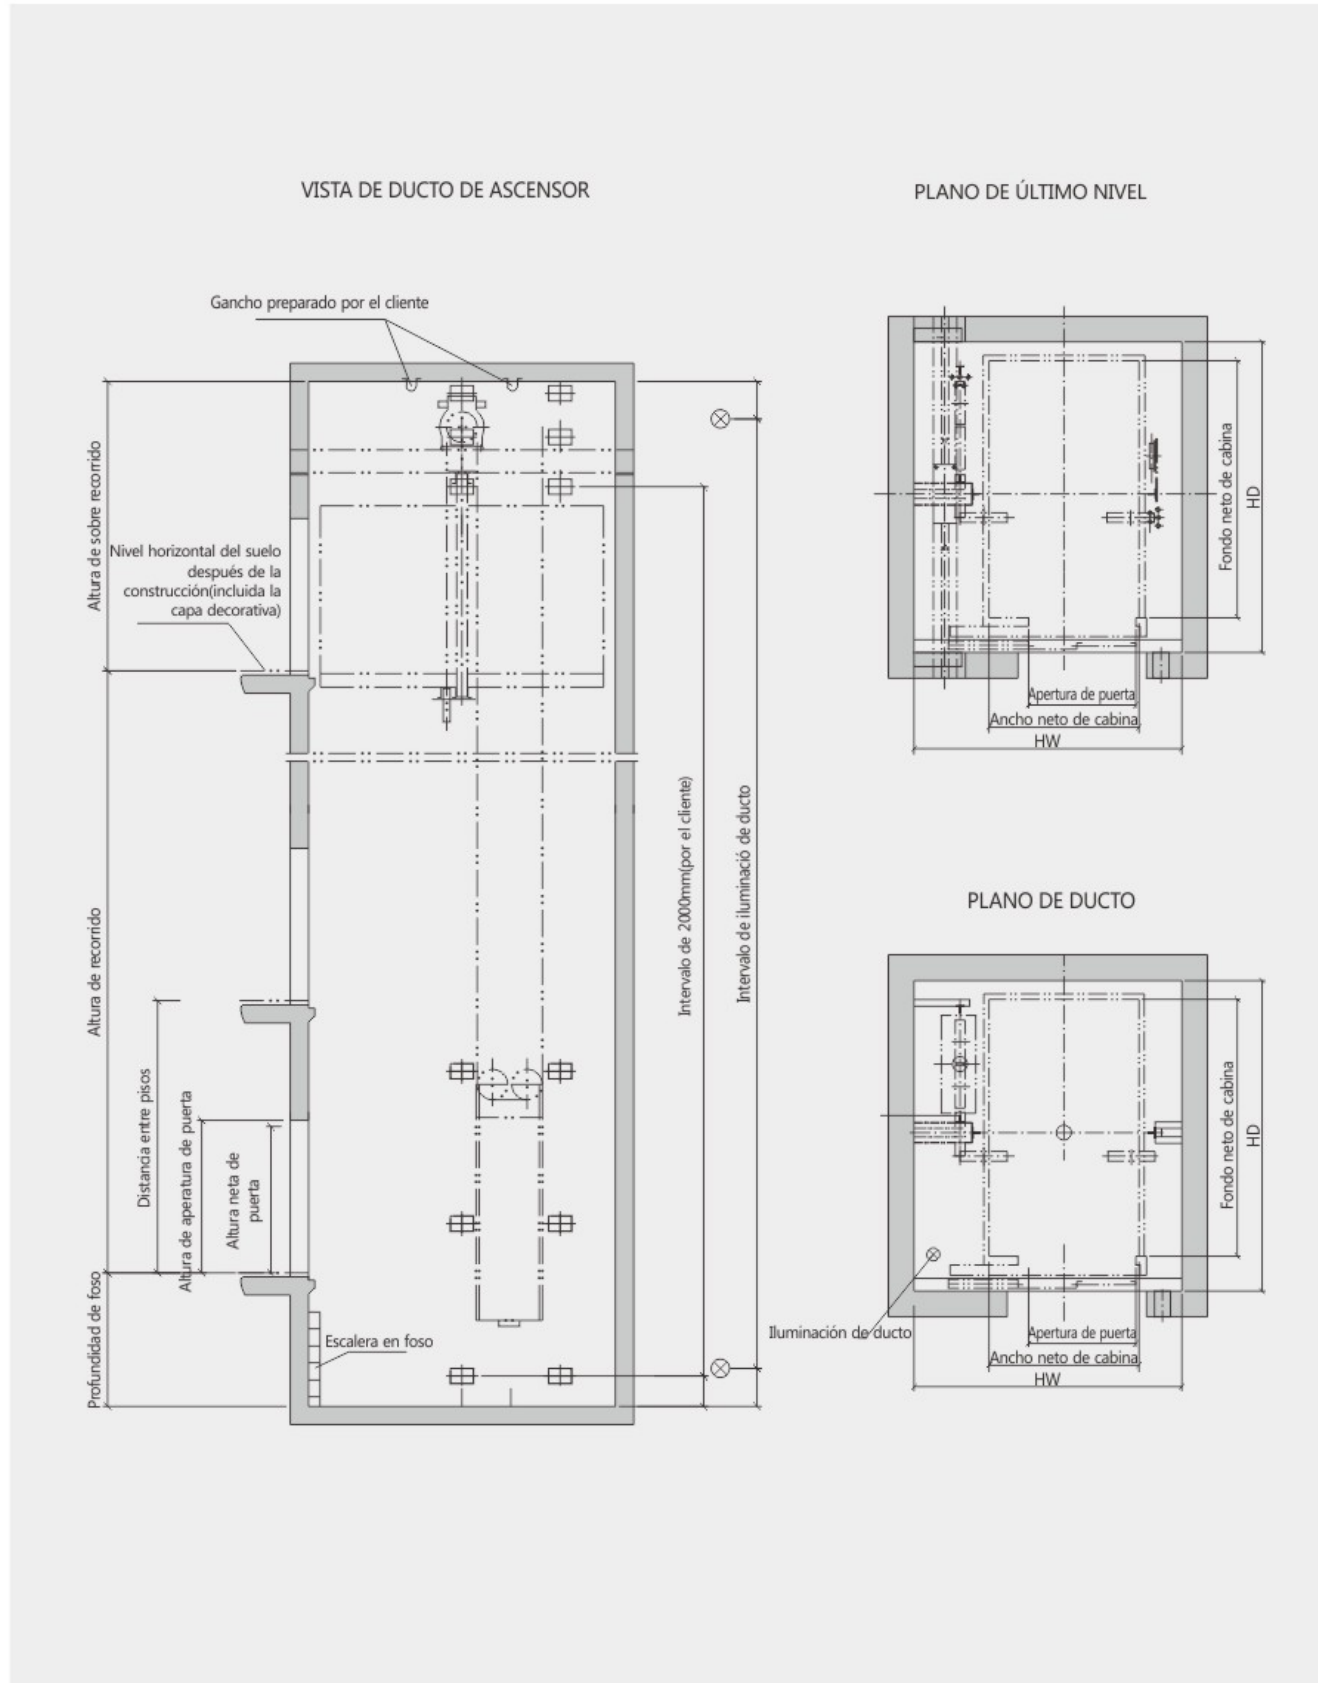 VISTA DE DUCTO DE ASCENSOR
Gancho preparado por el cliente
Altura de sobre recorrido
Nivel horizontal del suelo
después de la
construcción(incluida la
capa decorativa)
Altura de recorrido
Distancia entre pisos
Altura de aperatura de puerta
Altura neta de
puerta
Profundidad de foso
Escalera en foso
Intervalo de 2000mm(por el cliente)
Intervalo de iluminació de ducto
PLANO DE ÚLTIMO NIVEL
Fondo neto de cabina
HD
Apertura de puerta
Ancho neto de cabina
HW
PLANO DE DUCTO
Fondo neto de cabina
HD
Iluminación de ducto
Apertura de puerta
Ancho neto de cabina
HW